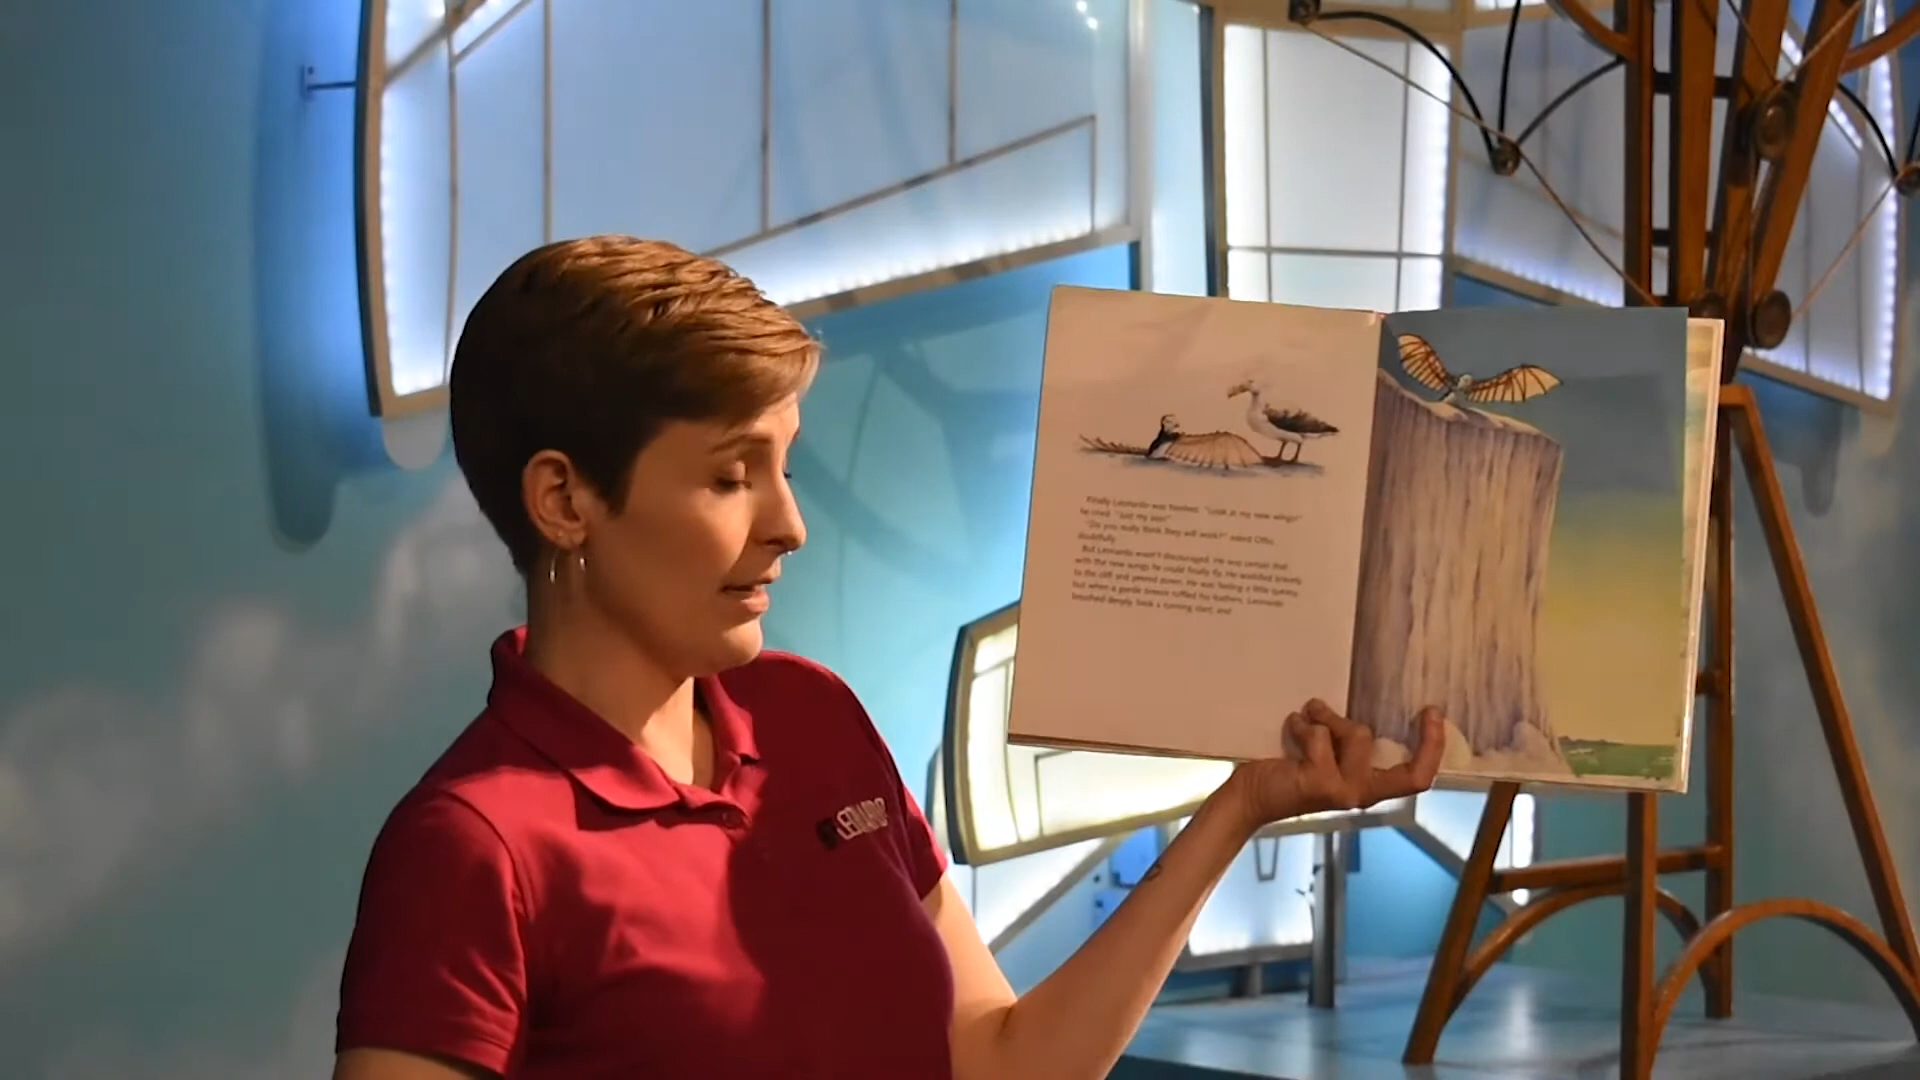 Finally Leonardo was finished. "Look at my new wings!"
he cried. "Just my size!"
"Do you really think they will work?" asked Otto,
doubtfully.
But Leonardo wasn't discouraged. He was certain that
with the new wings he could finally fly. He waddled bravely
to the cliff and peered down. He was feeling a little queasy,
but when a gentle breeze ruffled his feathers, Leonardo
breathed deeply, took a running start, and
LEONARDO